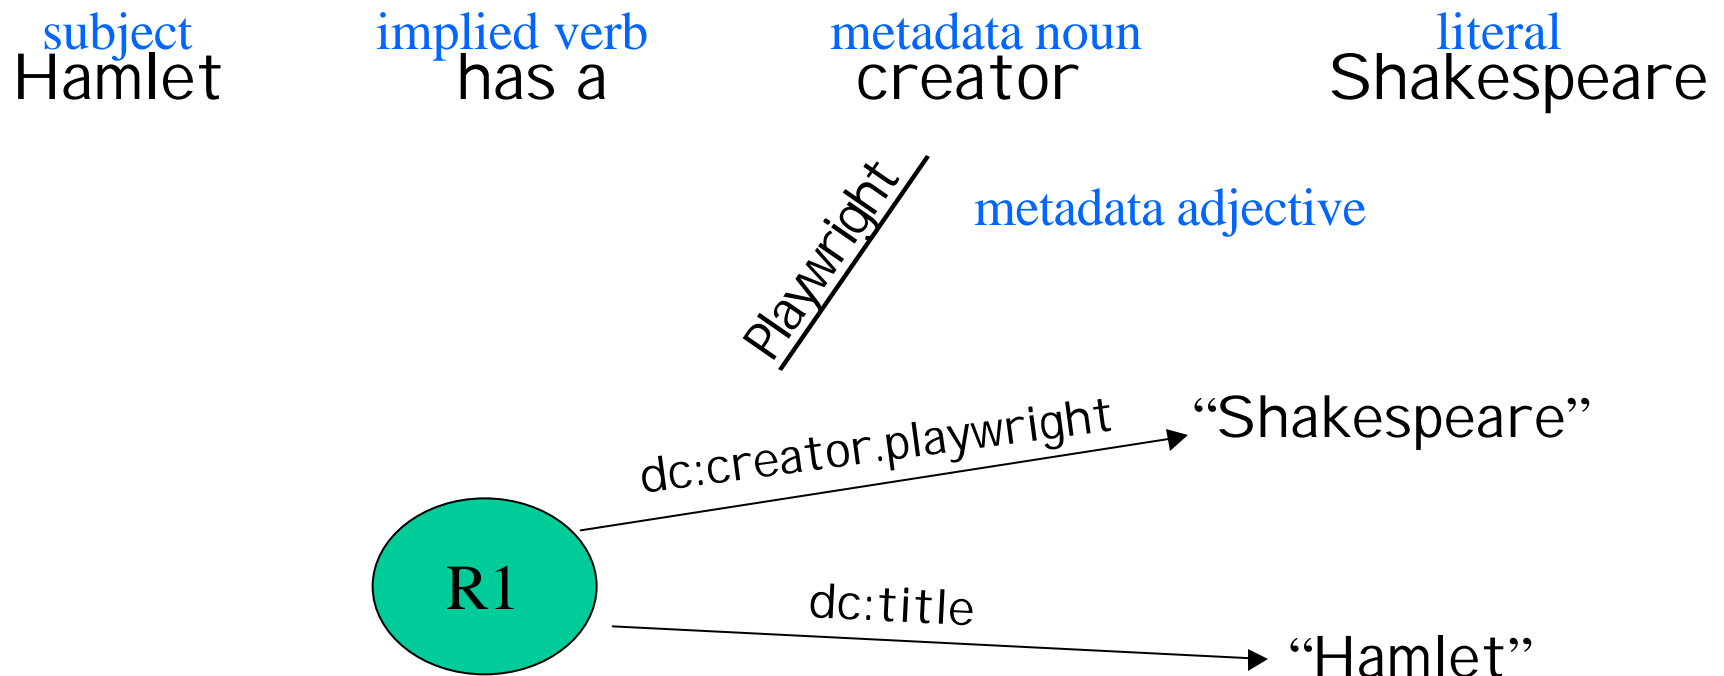 subject implied verb metadata noun literal
Hamlet has a creator Shakespeare
Playwright
metadata adjective
dc:creator.playwright
“Shakespeare”
R1
dc:title
“Hamlet”